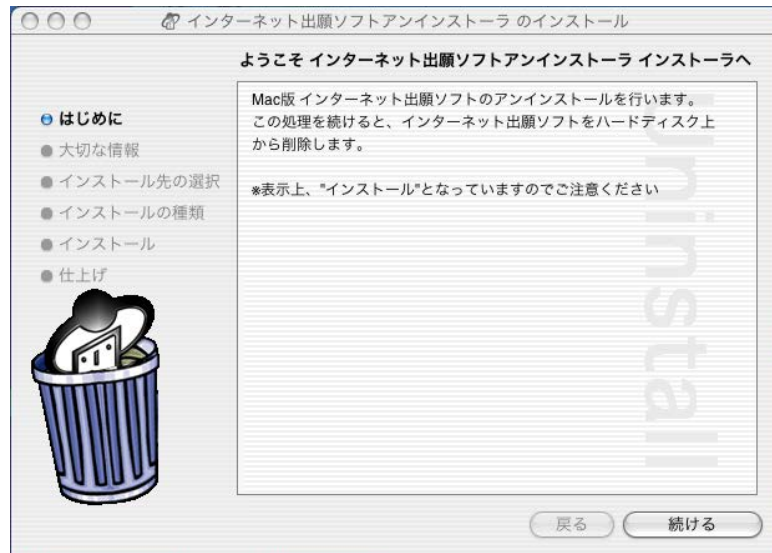 インターネット出願ソフトアンインストーラ のインストール
ようこそ インターネット出願ソフトアンインストーラ インストーラへ
はじめに
大切な情報
インストール先の選択
インストールの種類
インストール
仕上げ
Mac版 インターネット出願ソフトのアンインストールを行います。
この処理を続けると、インターネット出願ソフトをハードディスク上
から削除します。
※表示上、"インストール"となっていますのでご注意ください
Uninstall
戻る
続ける